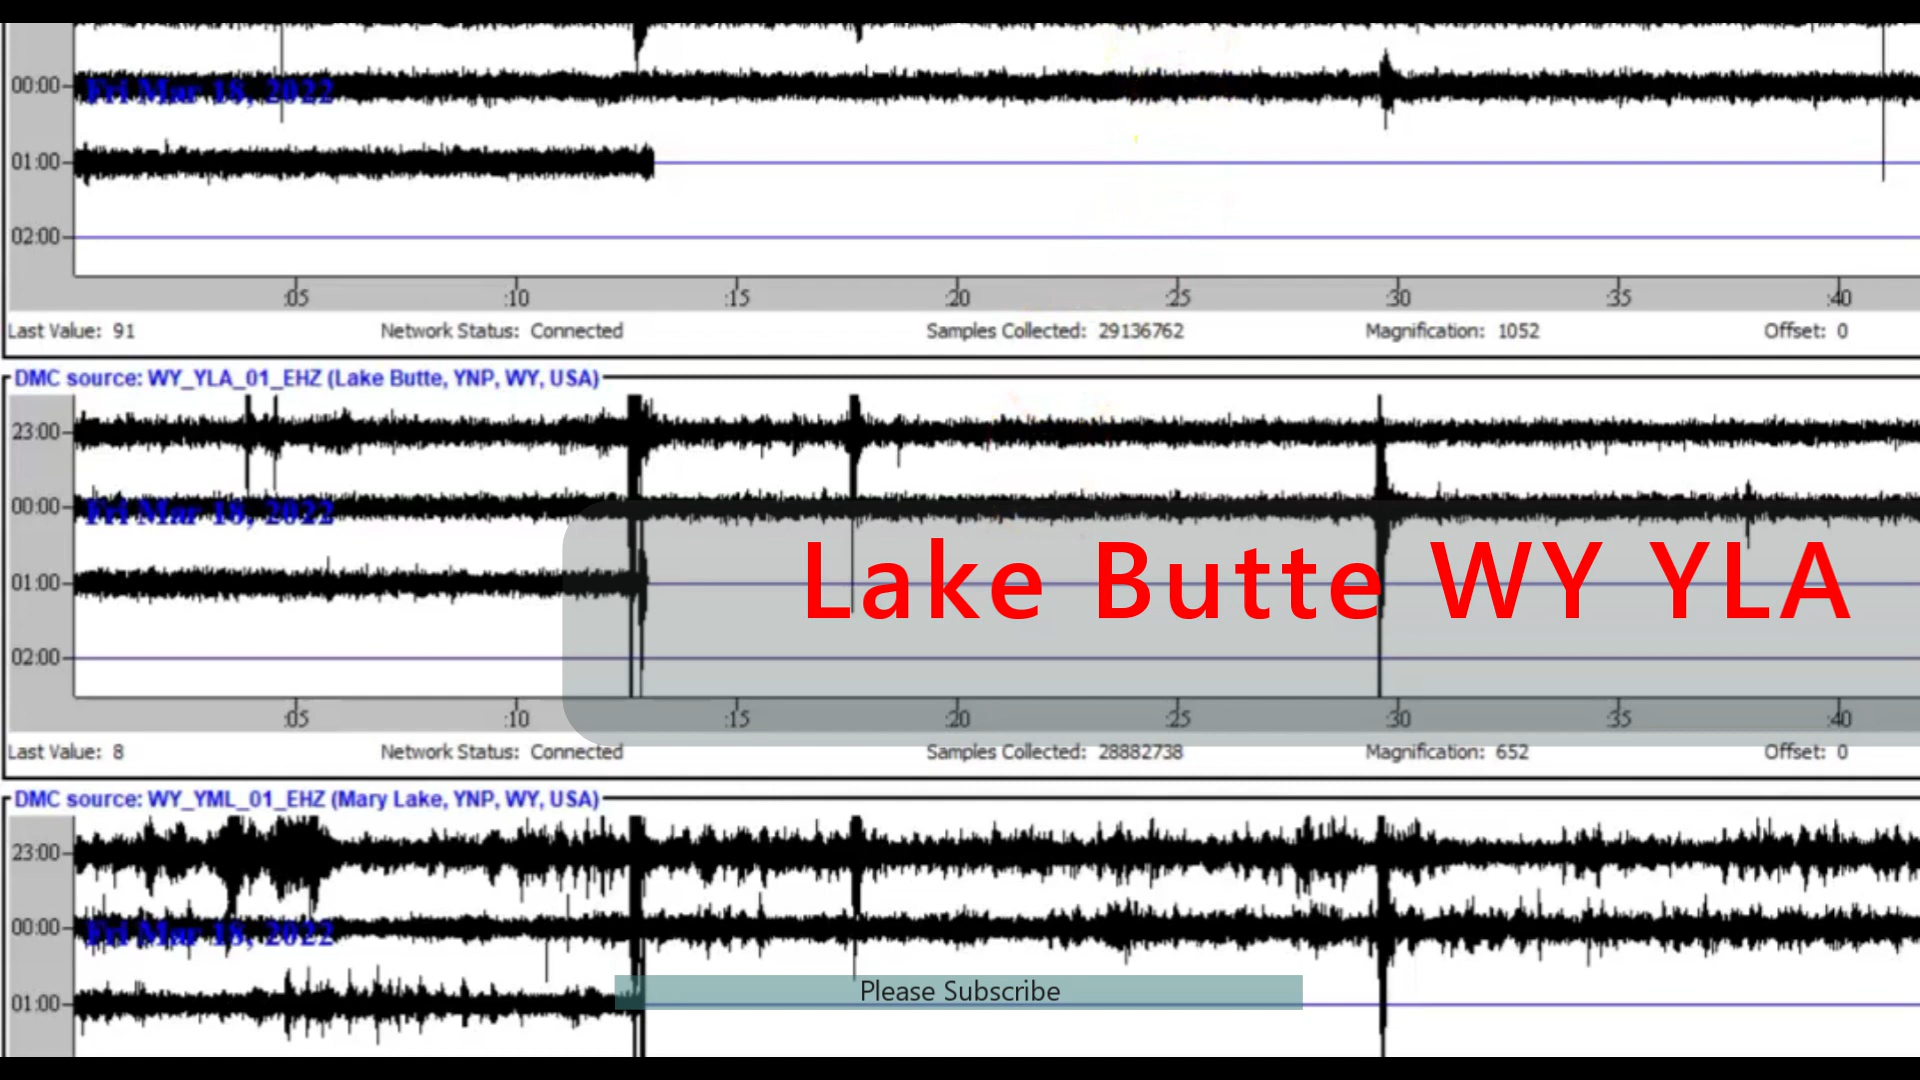 00:00
Fri Mar 18, 2022
01:00
02:00
:05 :10 :15 :20 :25 :30 :35 :40
Last Value: 91 Network Status: Connected Samples Collected: 29136762 Magnification: 1052 Offset: 0
DMC source: WY_YLA_01_EHZ (Lake Butte, YNP, WY, USA)
23:00
00:00
Fri Mar 18, 2022
Lake Butte WY YLA
01:00
02:00
:05 :10 :15 :20 :25 :30 :35 :40
Last Value: 8 Network Status: Connected Samples Collected: 28882738 Magnification: 652 Offset: 0
DMC source: WY_YML_01_EHZ (Mary Lake, YNP, WY, USA)
23:00
00:00
Fri Mar 18, 2022
Please Subscribe
01:00